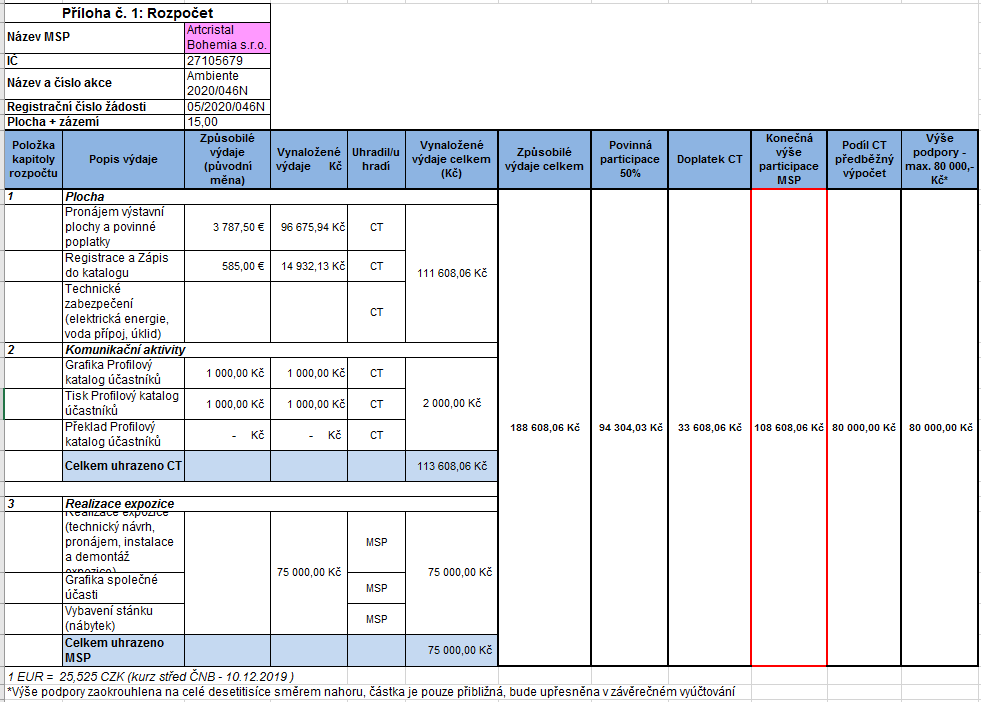 Příloha č. 1: Rozpočet
Název MSP
Artcristal
Bohemia s.r.o.
IČ
27105679
Název a číslo akce
Ambiente
2020/046N
Registrační číslo žádosti
05/2020/046N
Plocha + zázemí
15,00
Položka
kapitoly
rozpočtu
Popis výdaje
Způsobilé
výdaje
(původní
měna)
Vynaložené
výdaje Kč
Uhradil/u
hradí
Vynaložené
výdaje celkem
(Kč)
Způsobilé
výdaje celkem
Povinná
participace
50%
Doplatek CT
Konečná
výše
participace
MSP
Podíl CT
předběžný
výpočet
Výše
podpory -
max. 80 000,-
Kč*
1
Plocha
Pronájem výstavní
plochy a povinné
poplatky
3 787,50 €
96 675,94 Kč
CT
Registrace a Zápis
do katalogu
585,00 €
14 932,13 Kč
CT
111 608,06 Kč
Technické
zabezpečení
(elektrická energie,
voda přípoj, úklid)
CT
2
Komunikační aktivity
Grafika Profilový
katalog účastníků
1 000,00 Kč
1 000,00 Kč
CT
Tisk Profilový katalog
účastníků
1 000,00 Kč
1 000,00 Kč
CT
2 000,00 Kč
Překlad Profilový
katalog účastníků
- Kč
- Kč
CT
188 608,06 Kč
94 304,03 Kč
33 608,06 Kč
108 608,06 Kč
80 000,00 Kč
80 000,00 Kč
Celkem uhrazeno CT
113 608,06 Kč
3
Realizace expozice
Realizace expozice
(technický návrh,
pronájem, instalace
a demontáž
expozice)
MSP
75 000,00 Kč
75 000,00 Kč
Grafika společné
účasti
MSP
Vybavení stánku
(nábytek)
MSP
Celkem uhrazeno
MSP
75 000,00 Kč
1 EUR = 25,525 CZK (kurz střed ČNB - 10.12.2019 )
*Výše podpory zaokrouhlena na celé desetitisíce směrem nahoru, částka je pouze přibližná, bude upřesněna v závěrečném vyúčtování